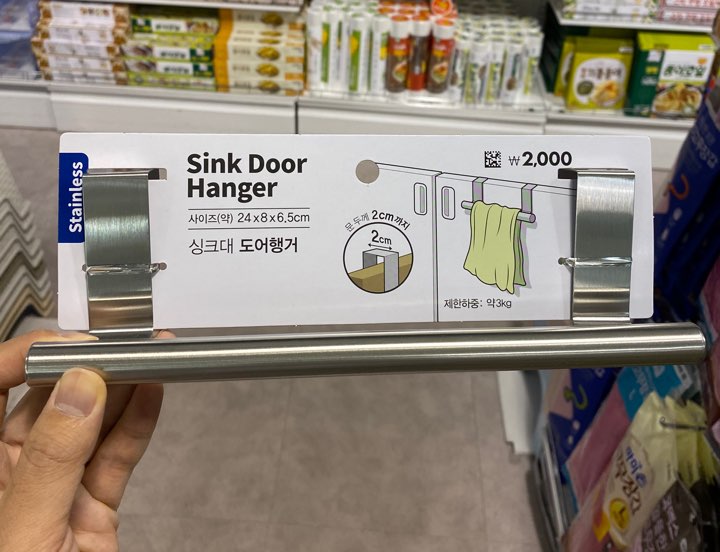 Stainless
Sink Door
Hanger
사이즈(약) 24x8x6.5cm
싱크대 도어행거
문 두께 2cm까지
2cm
₩2,000
제한하중: 약3kg